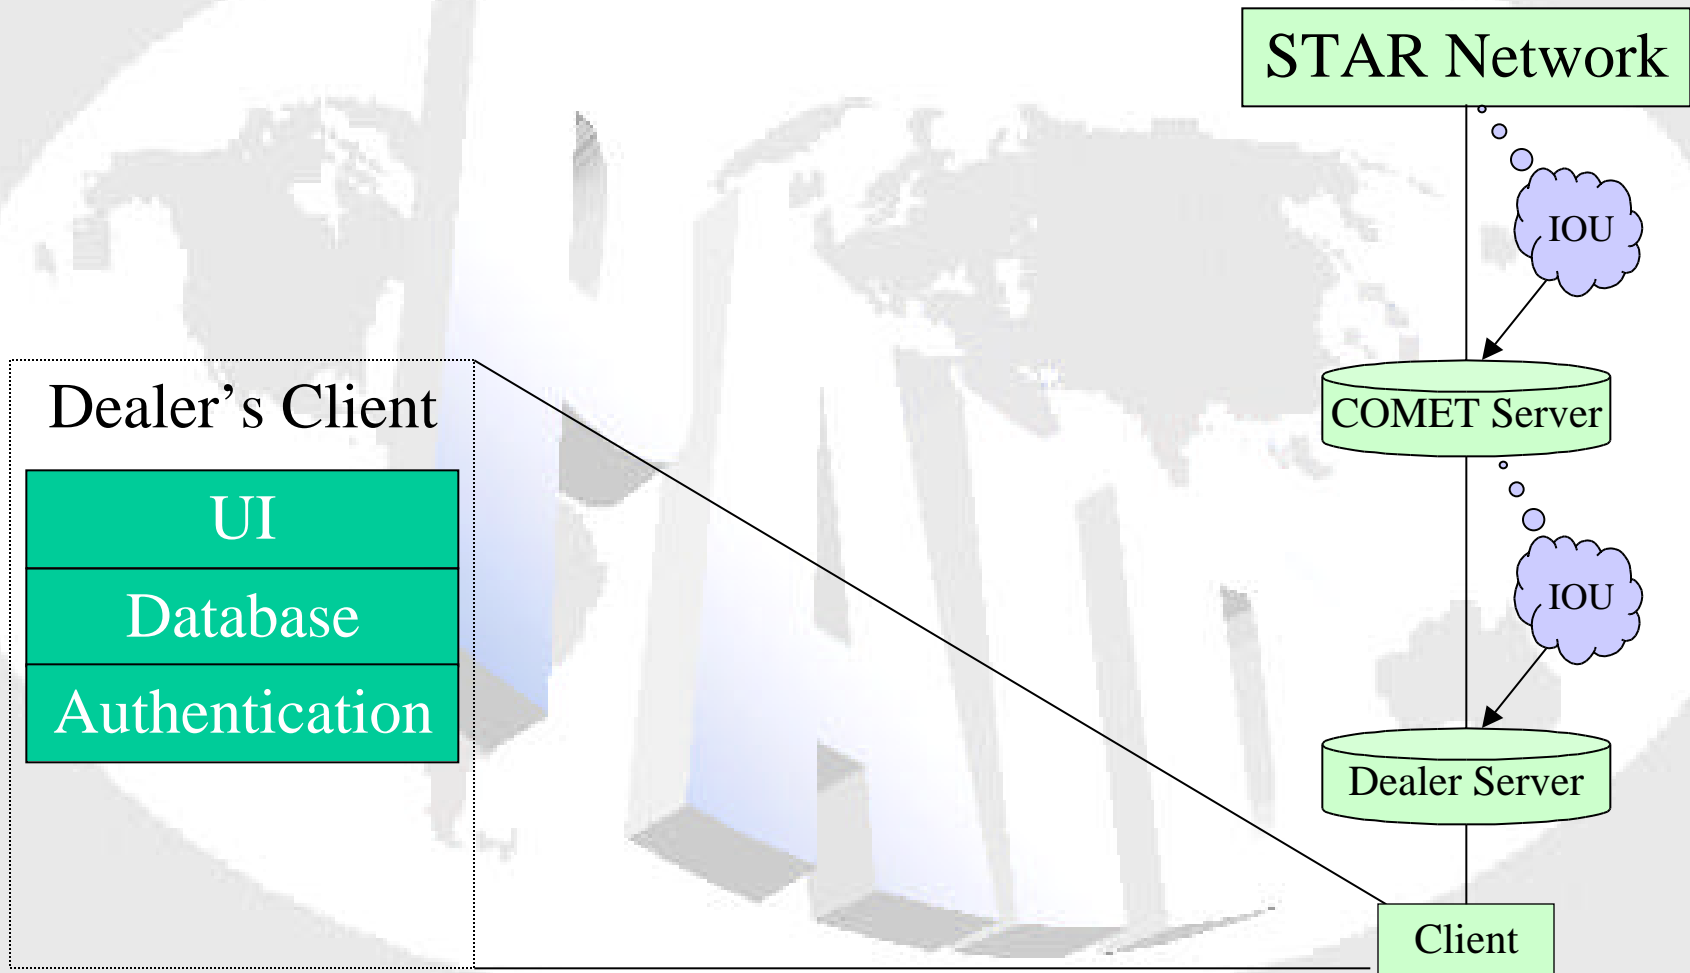 STAR Network
IOU
COMET Server
IOU
Dealer Server
Client
Dealer’s Client
UI
Database
Authentication